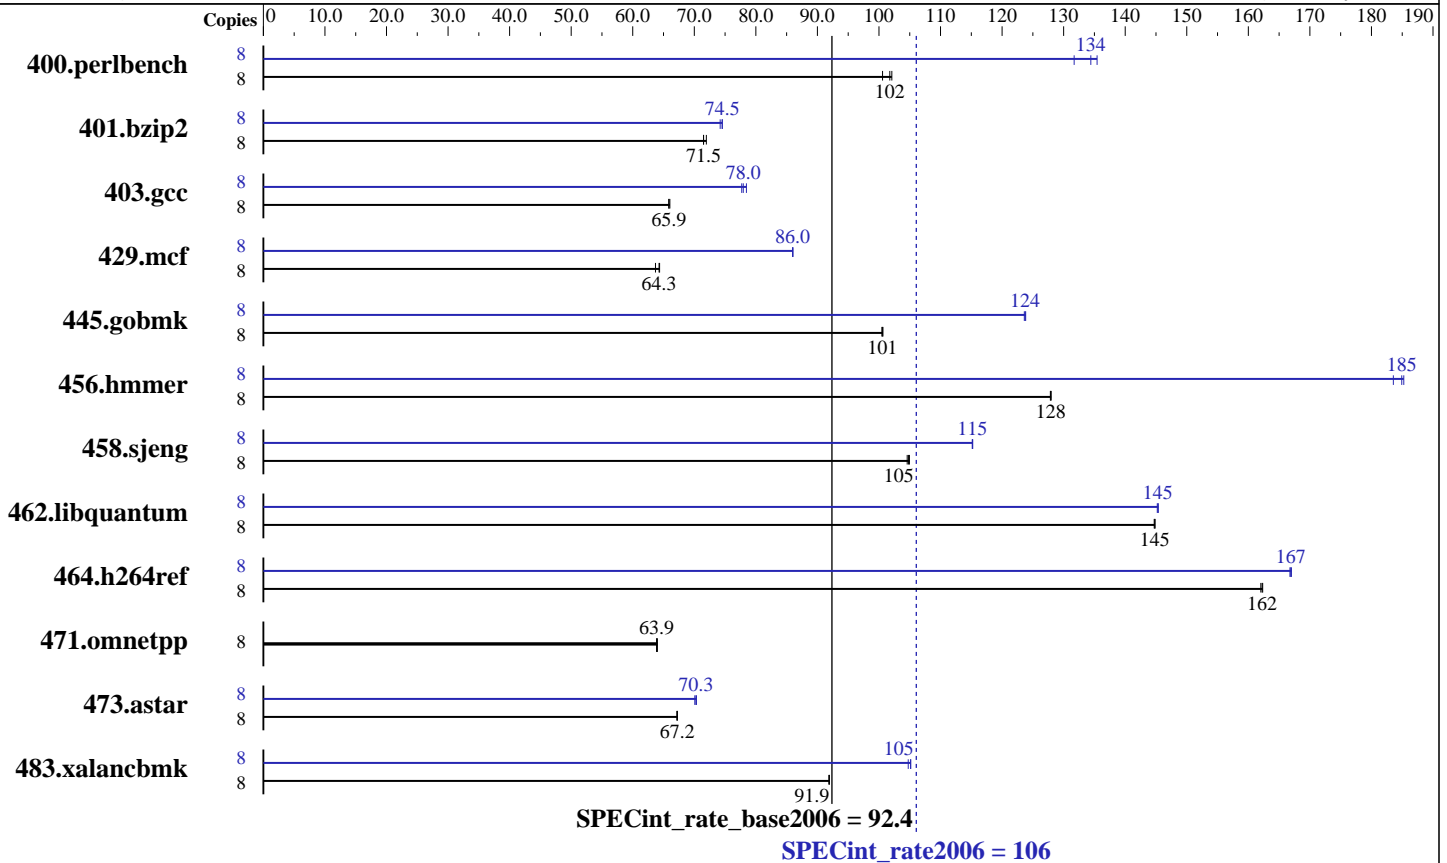 Copies 0 10.0 20.0 30.0 40.0 50.0 60.0 70.0 80.0 90.0 100 110 120 130 140 150 160 170 180 190
400.perlbench 8 134
8 102
401.bzip2 8 74.5
8 71.5
403.gcc 8 78.0
8 65.9
429.mcf 8 86.0
8 64.3
445.gobmk 8 124
8 101
456.hmmer 8 185
8 128
458.sjeng 8 115
8 105
462.libquantum 8 145
8 145
464.h264ref 8 167
8 162
471.omnetpp 8 63.9
473.astar 8 70.3
8 67.2
483.xalancbmk 8 105
8 91.9
SPECint_rate_base2006 = 92.4
SPECint_rate2006 = 106